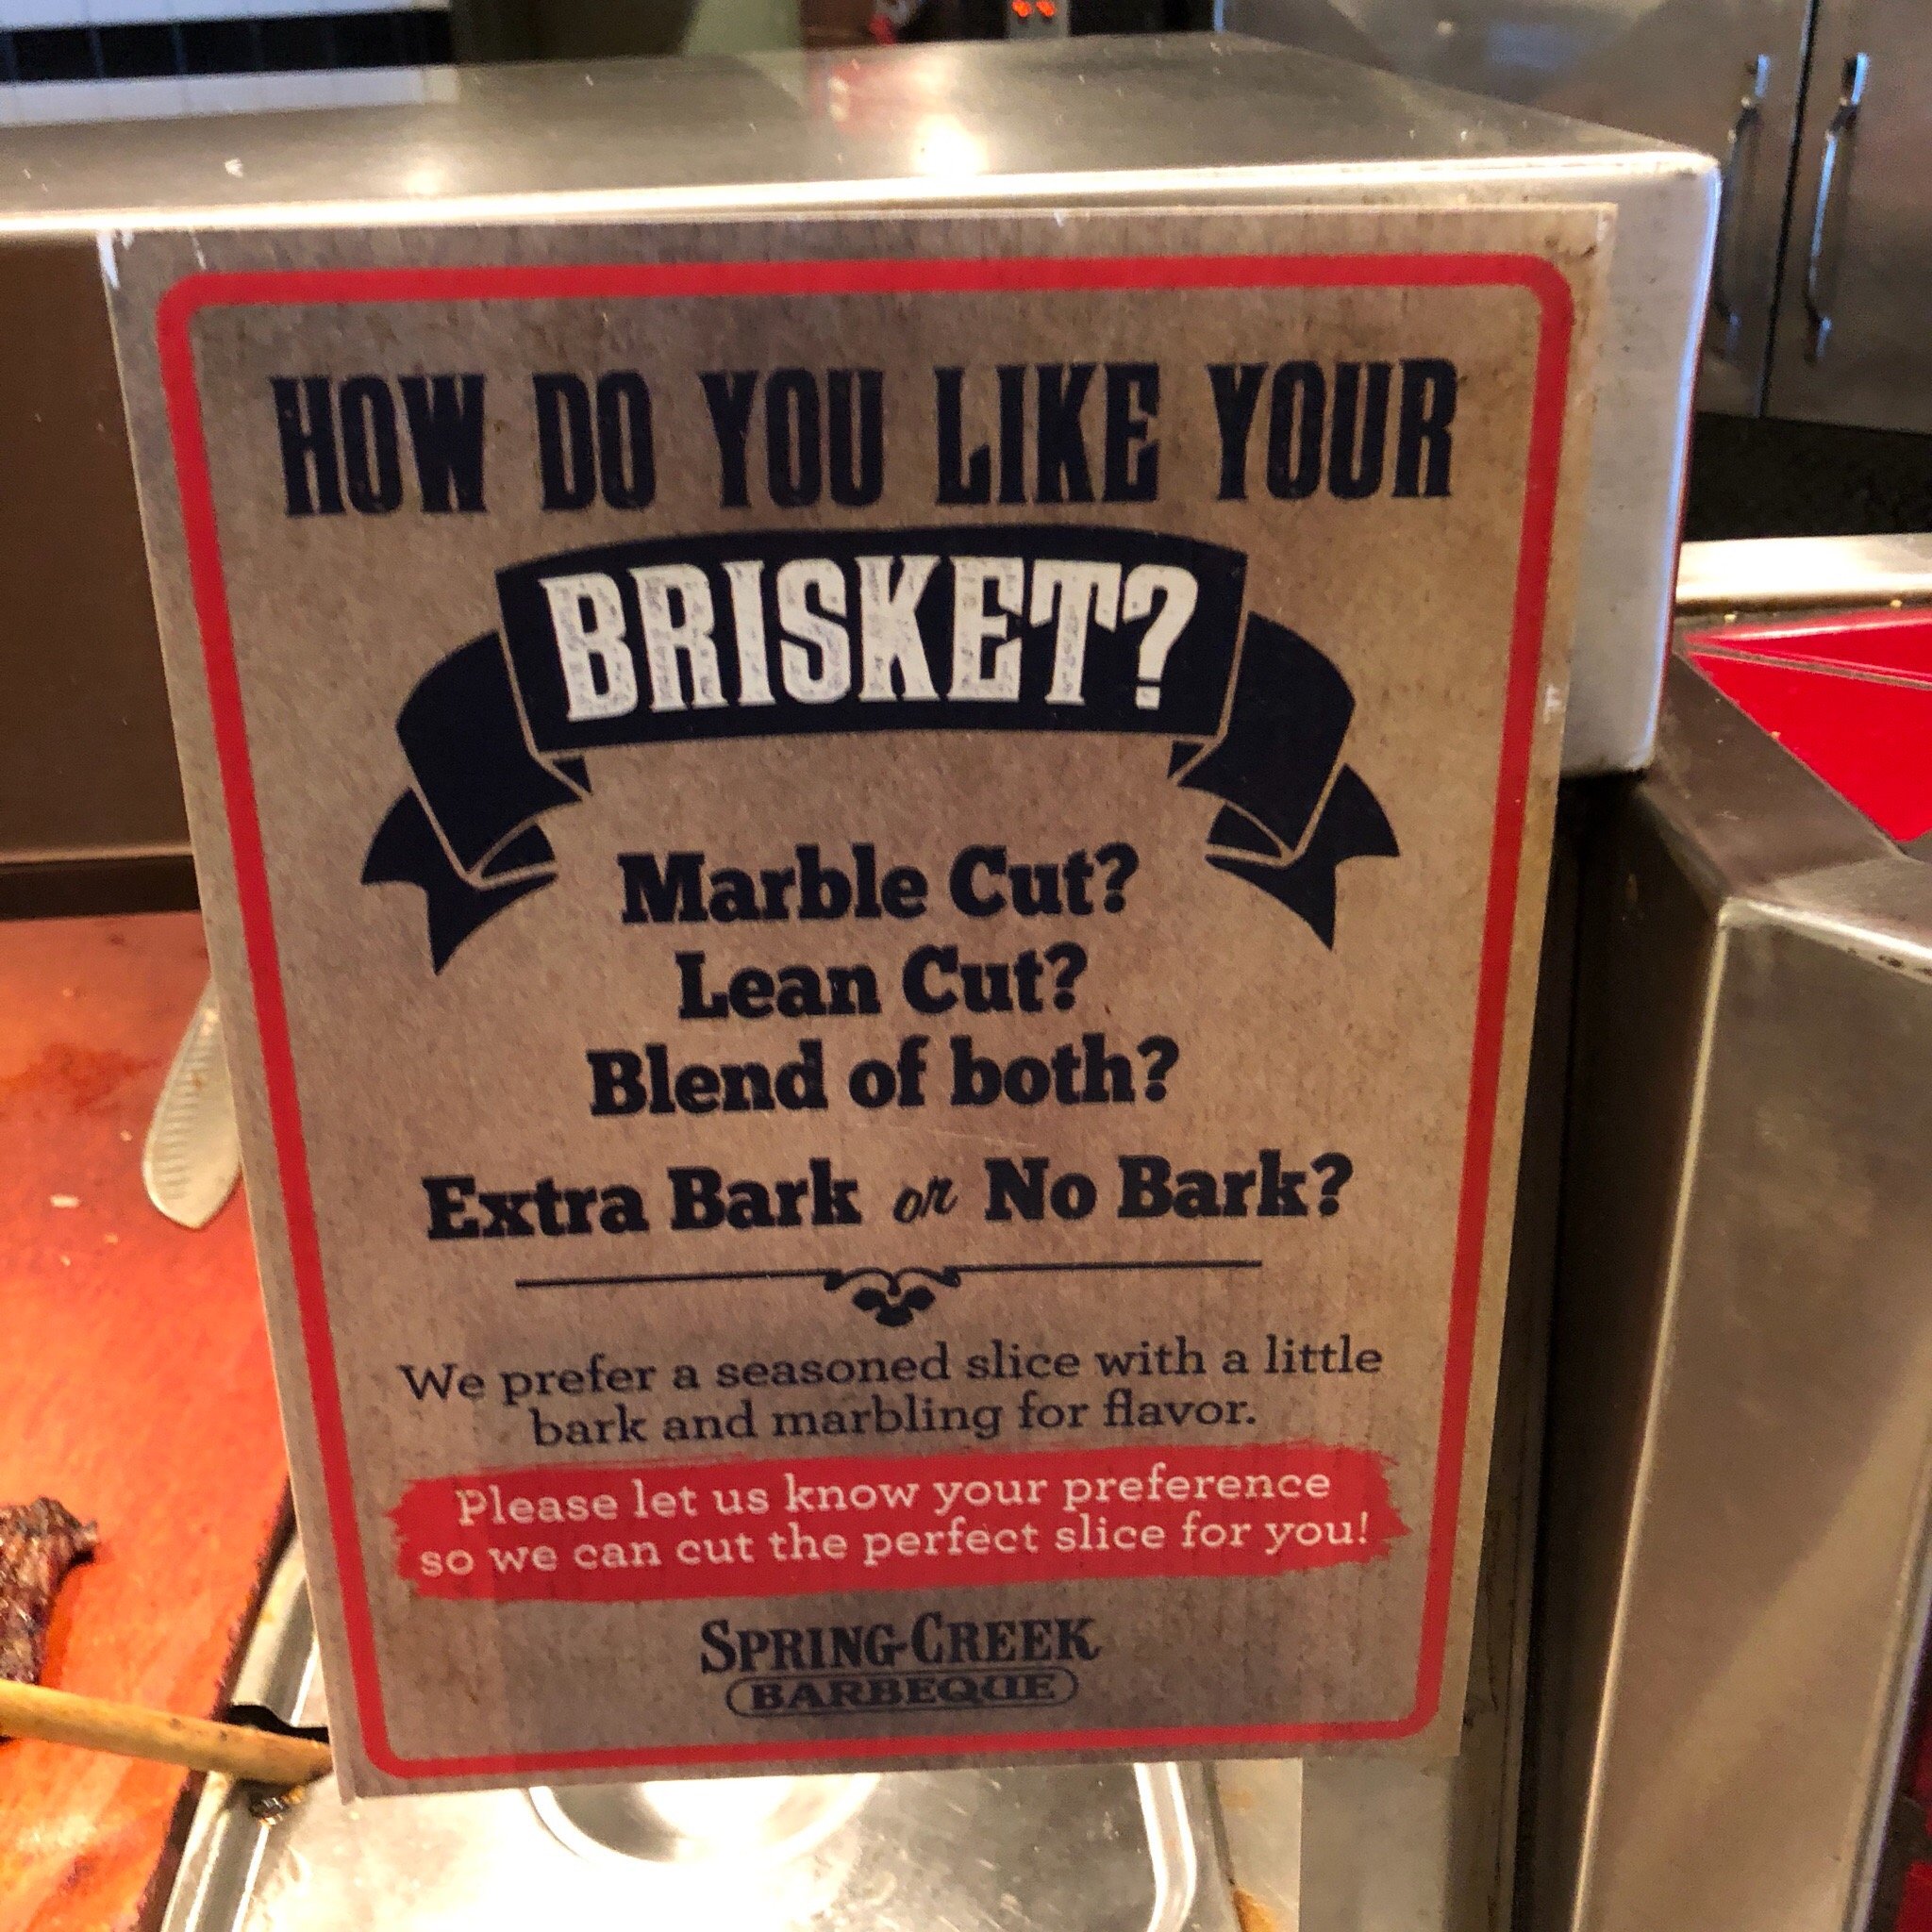 HOW DO YOU LIKE YOUR
BRISKET?
Marble Cut?
Lean Cut?
Blend of both?
Extra Bark or No Bark?
We prefer a seasoned slice with a little
bark and marbling for flavor.
Please let us know your preference
so we can cut the perfect slice for you!
SPRING CREEK
BARBEQUE